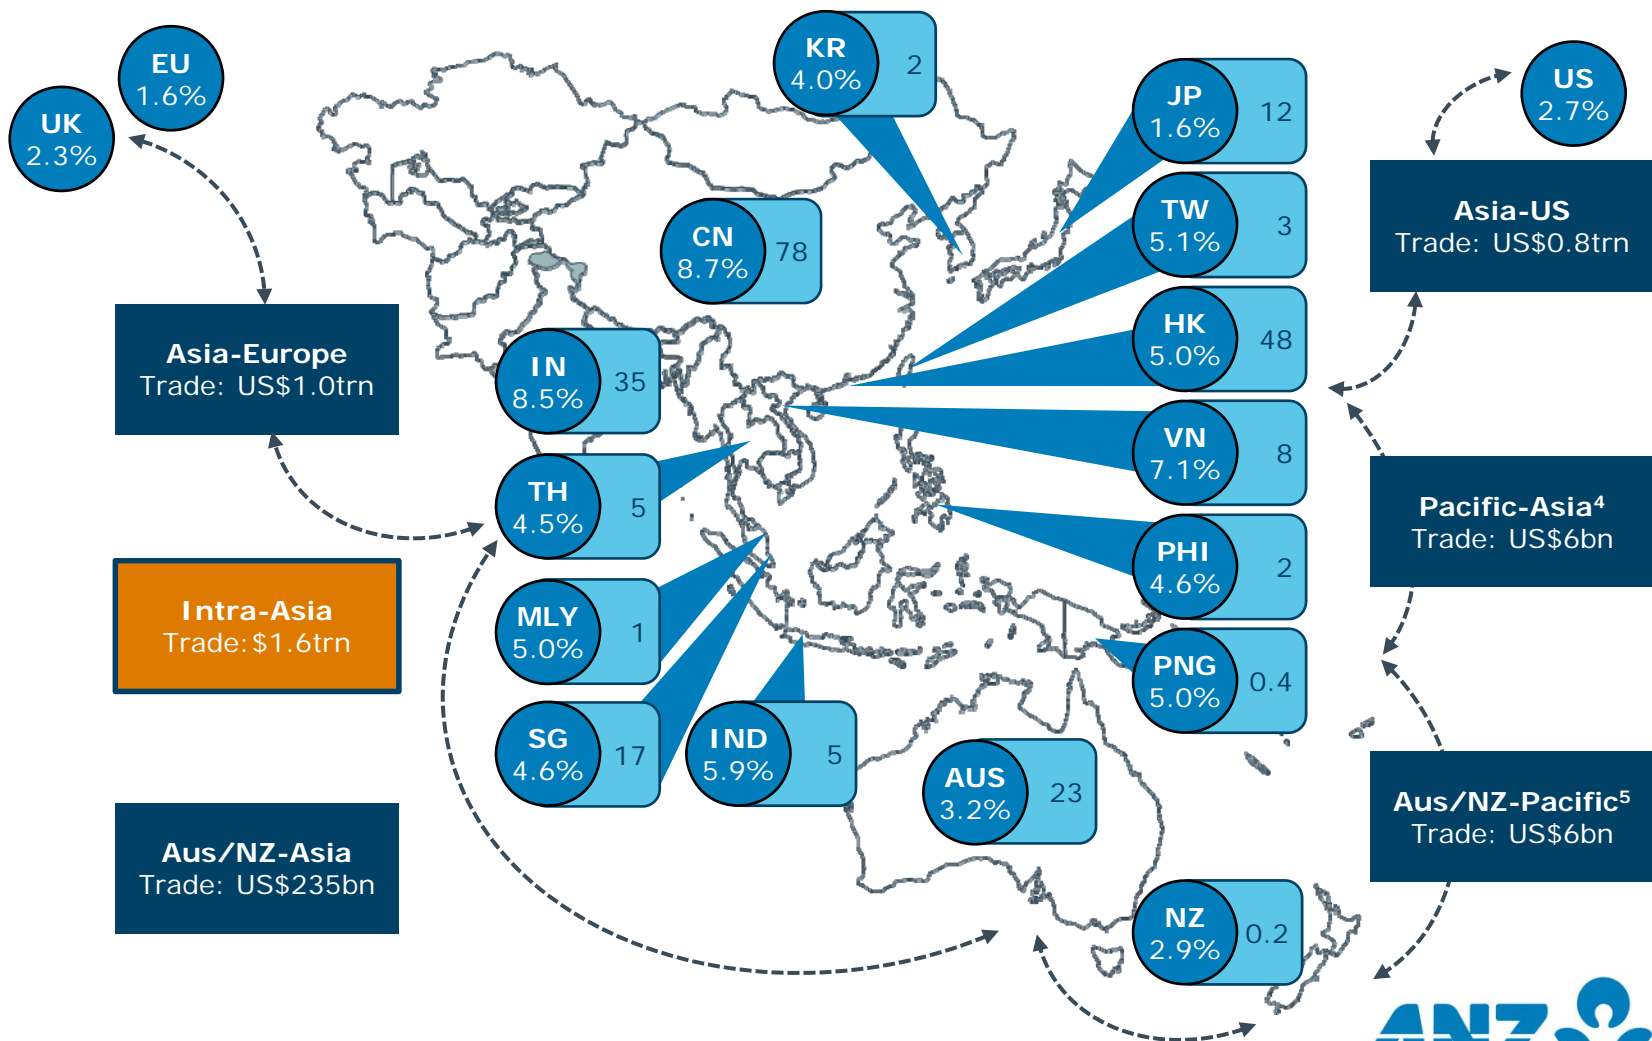 EU
1.6%
UK
2.3%
KR
4.0%
2
JP
1.6%
12
US
2.7%
CN
8.7%
78
TW
5.1%
3
Asia-US
Trade: US$0.8trn
Asia-Europe
Trade: US$1.0trn
IN
8.5%
35
HK
5.0%
48
VN
7.1%
8
TH
4.5%
5
Pacific-Asia⁴
Trade: US$6bn
PHI
4.6%
2
Intra-Asia
Trade: $1.6trn
MLY
5.0%
1
PNG
5.0%
0.4
SG
4.6%
17
IND
5.9%
5
AUS
3.2%
23
Aus/NZ-Pacific⁵
Trade: US$6bn
Aus/NZ-Asia
Trade: US$235bn
NZ
2.9%
0.2
ANZ